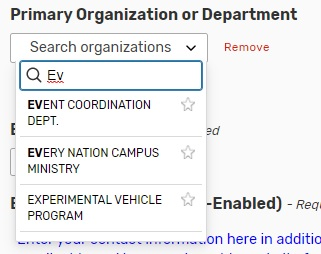 Primary Organization or Department
Search organizations
Remove
Ev
EVENT COORDINATION
DEPT.
EVERY NATION CAMPUS
MINISTRY
EXPERIMENTAL VEHICLE
PROGRAM
-Enabled)
Enter your contact information here in